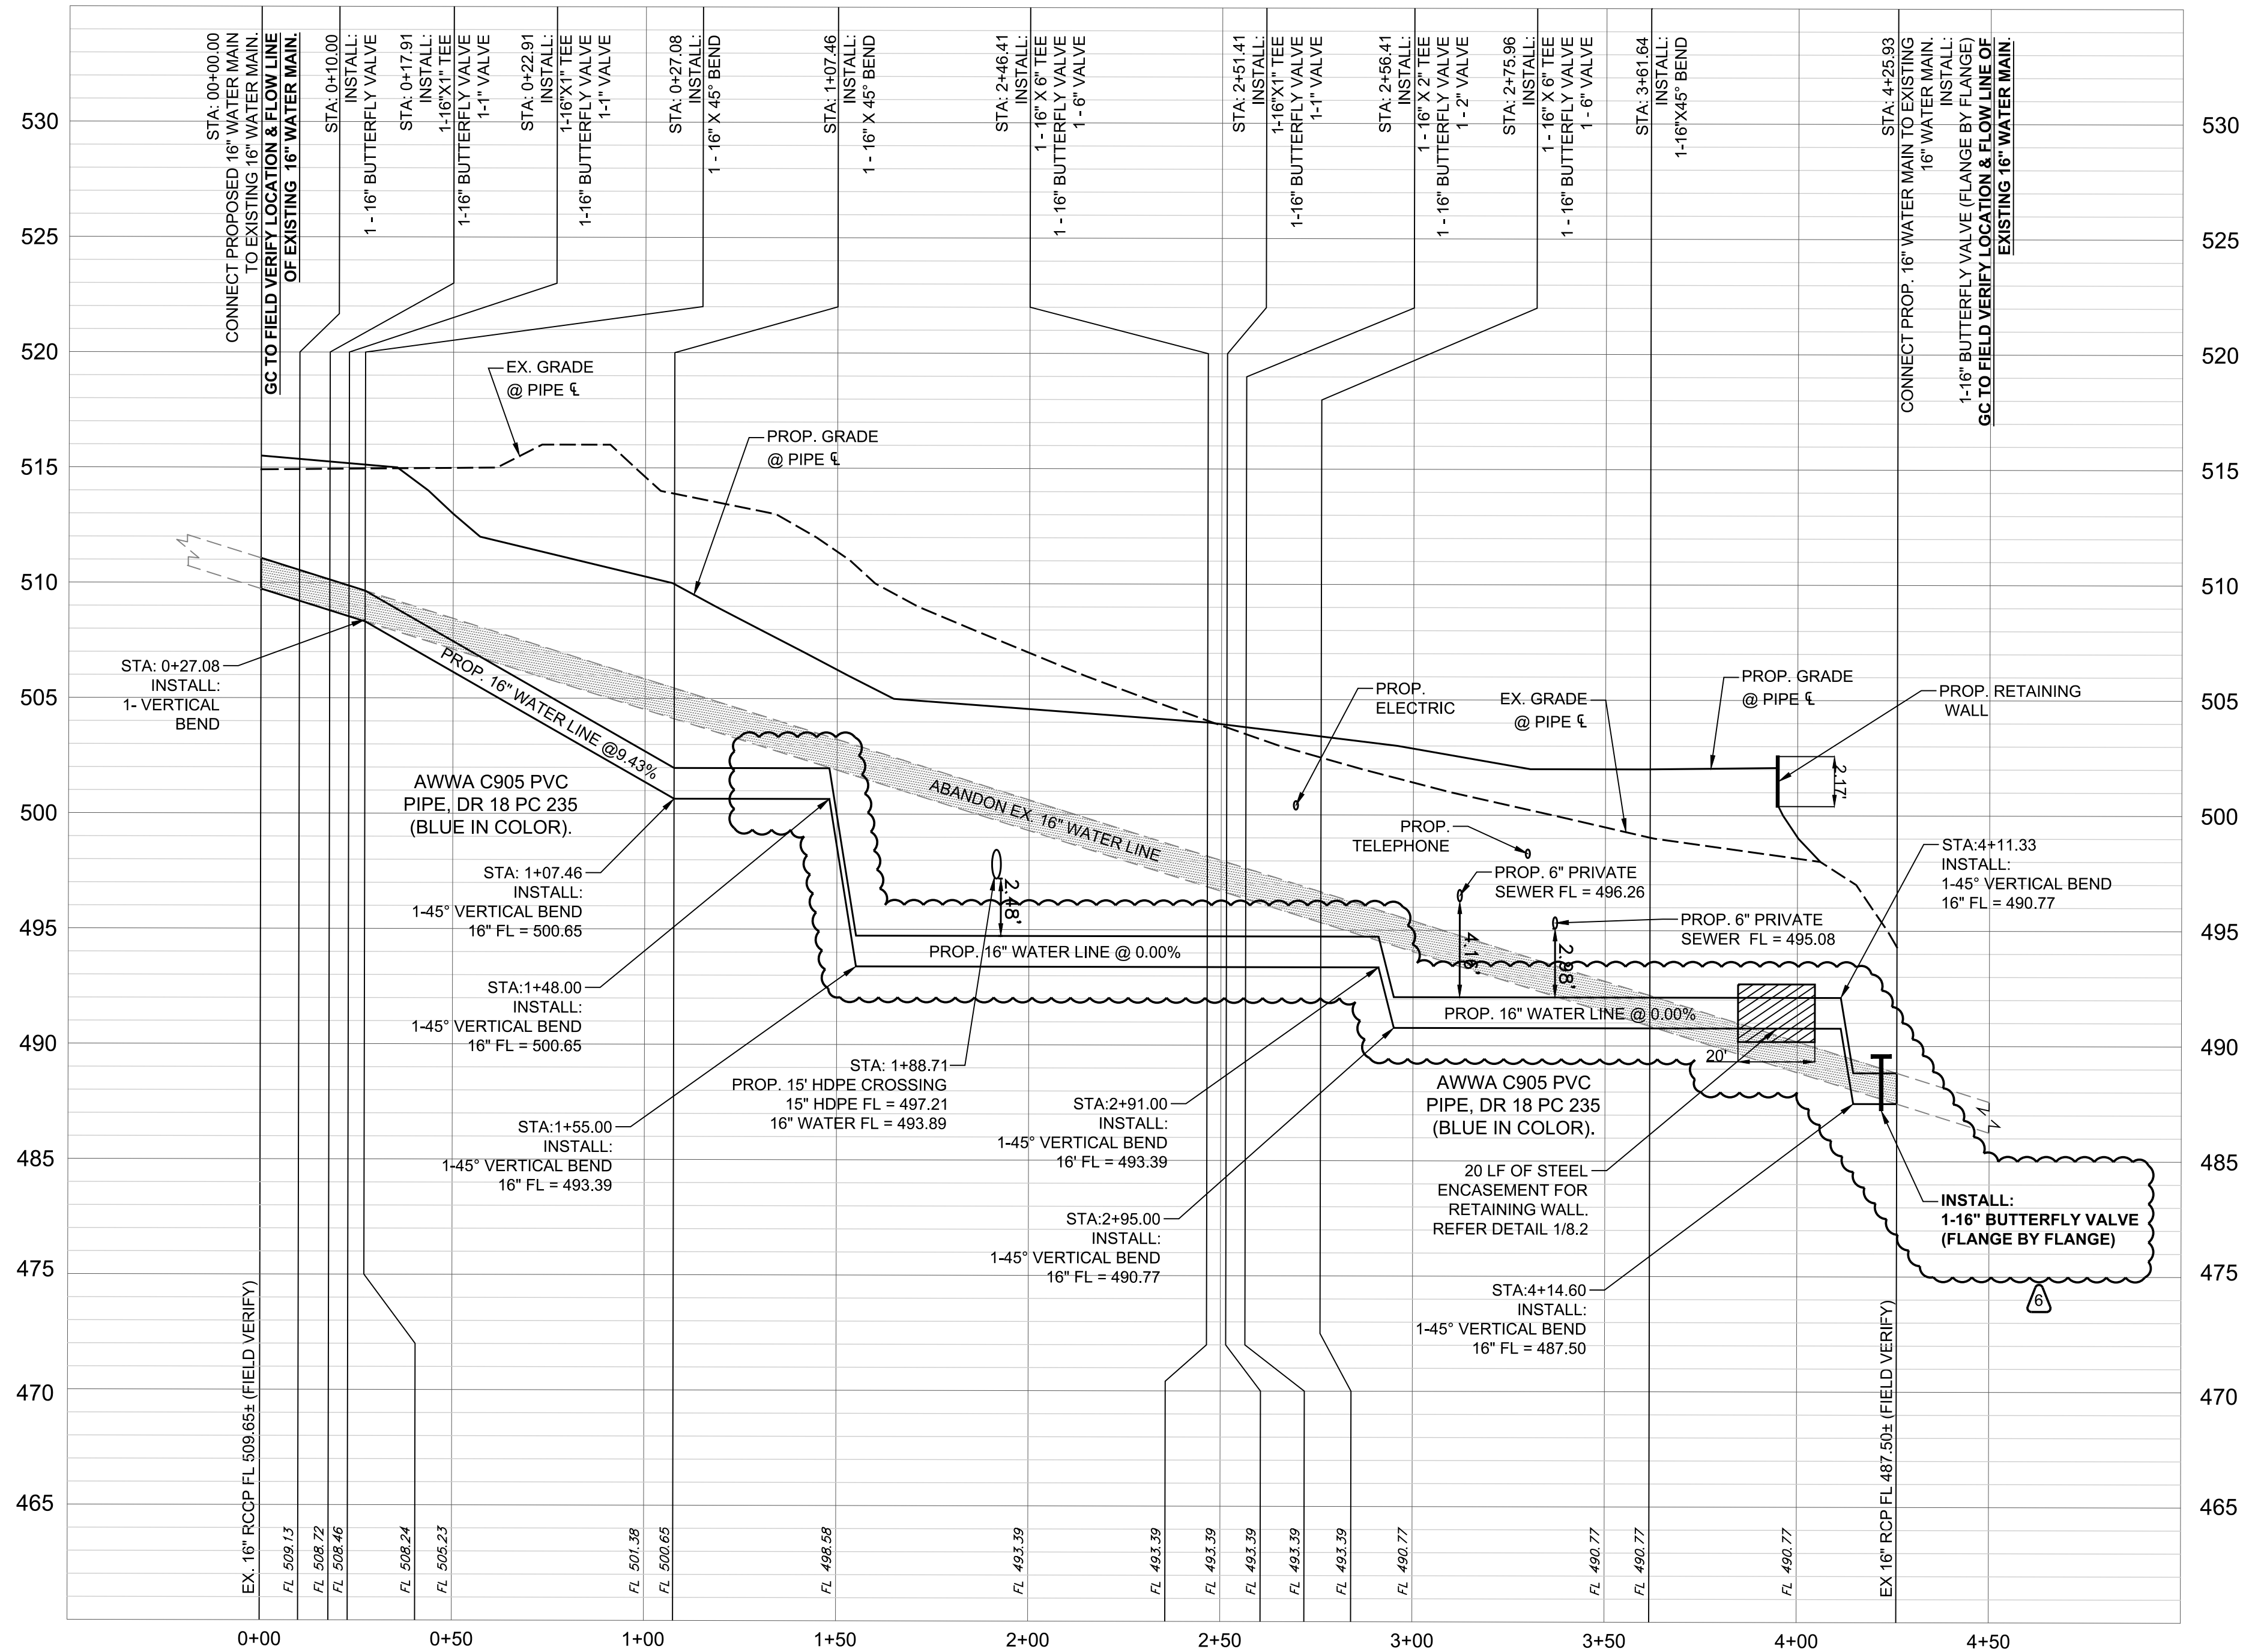 STA: 00+00.00
CONNECT PROPOSED 16" WATER MAIN
TO EXISTING 16" WATER MAIN.
GC TO FIELD VERIFY LOCATION & FLOW LINE
OF EXISTING 16" WATER MAIN.
STA: 0+10.00
INSTALL:
1 - 16" BUTTERFLY VALVE
STA: 0+17.91
INSTALL:
1-16"X1" TEE
1-16" BUTTERFLY VALVE
1-1" VALVE
STA: 0+22.91
INSTALL:
1-16"X1" TEE
1-16" BUTTERFLY VALVE
1-1" VALVE
STA: 0+27.08
INSTALL:
1 - 16" X 45° BEND
STA: 1+07.46
INSTALL:
1 - 16" X 45° BEND
STA: 2+46.41
INSTALL:
1 - 16" X 6" TEE
1 - 16" BUTTERFLY VALVE
1 - 6" VALVE
STA: 2+51.41
INSTALL:
1-16"X1" TEE
1-16" BUTTERFLY VALVE
1-1" VALVE
STA: 2+56.41
INSTALL:
1 - 16" X 2" TEE
1 - 16" BUTTERFLY VALVE
1 - 2" VALVE
STA: 2+75.96
INSTALL:
1 - 16" X 6" TEE
1 - 16" BUTTERFLY VALVE
1 - 6" VALVE
STA: 3+61.64
INSTALL:
1-16"X45° BEND
STA: 4+25.93
CONNECT PROP. 16" WATER MAIN TO EXISTING
16" WATER MAIN.
INSTALL:
1-16" BUTTERFLY VALVE (FLANGE BY FLANGE)
GC TO FIELD VERIFY LOCATION & FLOW LINE OF
EXISTING 16" WATER MAIN.
530
525
520
515
510
505
500
495
490
485
475
470
465
530
525
520
515
510
505
500
495
490
485
475
470
465
EX. GRADE
@ PIPE ℄
PROP. GRADE
@ PIPE ℄
STA: 0+27.08
INSTALL:
1- VERTICAL
BEND
PROP. 16" WATER LINE @9.43%
AWWA C905 PVC
PIPE, DR 18 PC 235
(BLUE IN COLOR).
ABANDON EX. 16" WATER LINE
PROP.
ELECTRIC
EX. GRADE
@ PIPE ℄
PROP. GRADE
@ PIPE ℄
PROP. RETAINING
WALL
2.17'
PROP.
TELEPHONE
PROP. 6" PRIVATE
SEWER FL = 496.26
PROP. 6" PRIVATE
SEWER FL = 495.08
STA:4+11.33
INSTALL:
1-45° VERTICAL BEND
16" FL = 490.77
STA: 1+07.46
INSTALL:
1-45° VERTICAL BEND
16" FL = 500.65
2.48'
4.16'
2.98'
PROP. 16" WATER LINE @ 0.00%
PROP. 16" WATER LINE @ 0.00%
STA:1+48.00
INSTALL:
1-45° VERTICAL BEND
16" FL = 500.65
20'
STA: 1+88.71
PROP. 15' HDPE CROSSING
15" HDPE FL = 497.21
16" WATER FL = 493.89
AWWA C905 PVC
PIPE, DR 18 PC 235
(BLUE IN COLOR).
STA:1+55.00
INSTALL:
1-45° VERTICAL BEND
16" FL = 493.39
STA:2+91.00
INSTALL:
1-45° VERTICAL BEND
16' FL = 493.39
20 LF OF STEEL
ENCASEMENT FOR
RETAINING WALL.
REFER DETAIL 1/8.2
INSTALL:
1-16" BUTTERFLY VALVE
(FLANGE BY FLANGE)
STA:2+95.00
INSTALL:
1-45° VERTICAL BEND
16" FL = 490.77
STA:4+14.60
INSTALL:
1-45° VERTICAL BEND
16" FL = 487.50
6
EX. 16" RCCP FL 509.65± (FIELD VERIFY)
FL 509.13
FL 508.72
FL 508.46
FL 508.24
FL 505.23
FL 501.38
FL 500.65
FL 498.58
FL 493.39
FL 493.39
FL 493.39
FL 493.39
FL 493.39
FL 493.39
FL 490.77
FL 490.77
FL 490.77
FL 490.77
EX 16" RCP FL 487.50± (FIELD VERIFY)
0+00
0+50
1+00
1+50
2+00
2+50
3+00
3+50
4+00
4+50